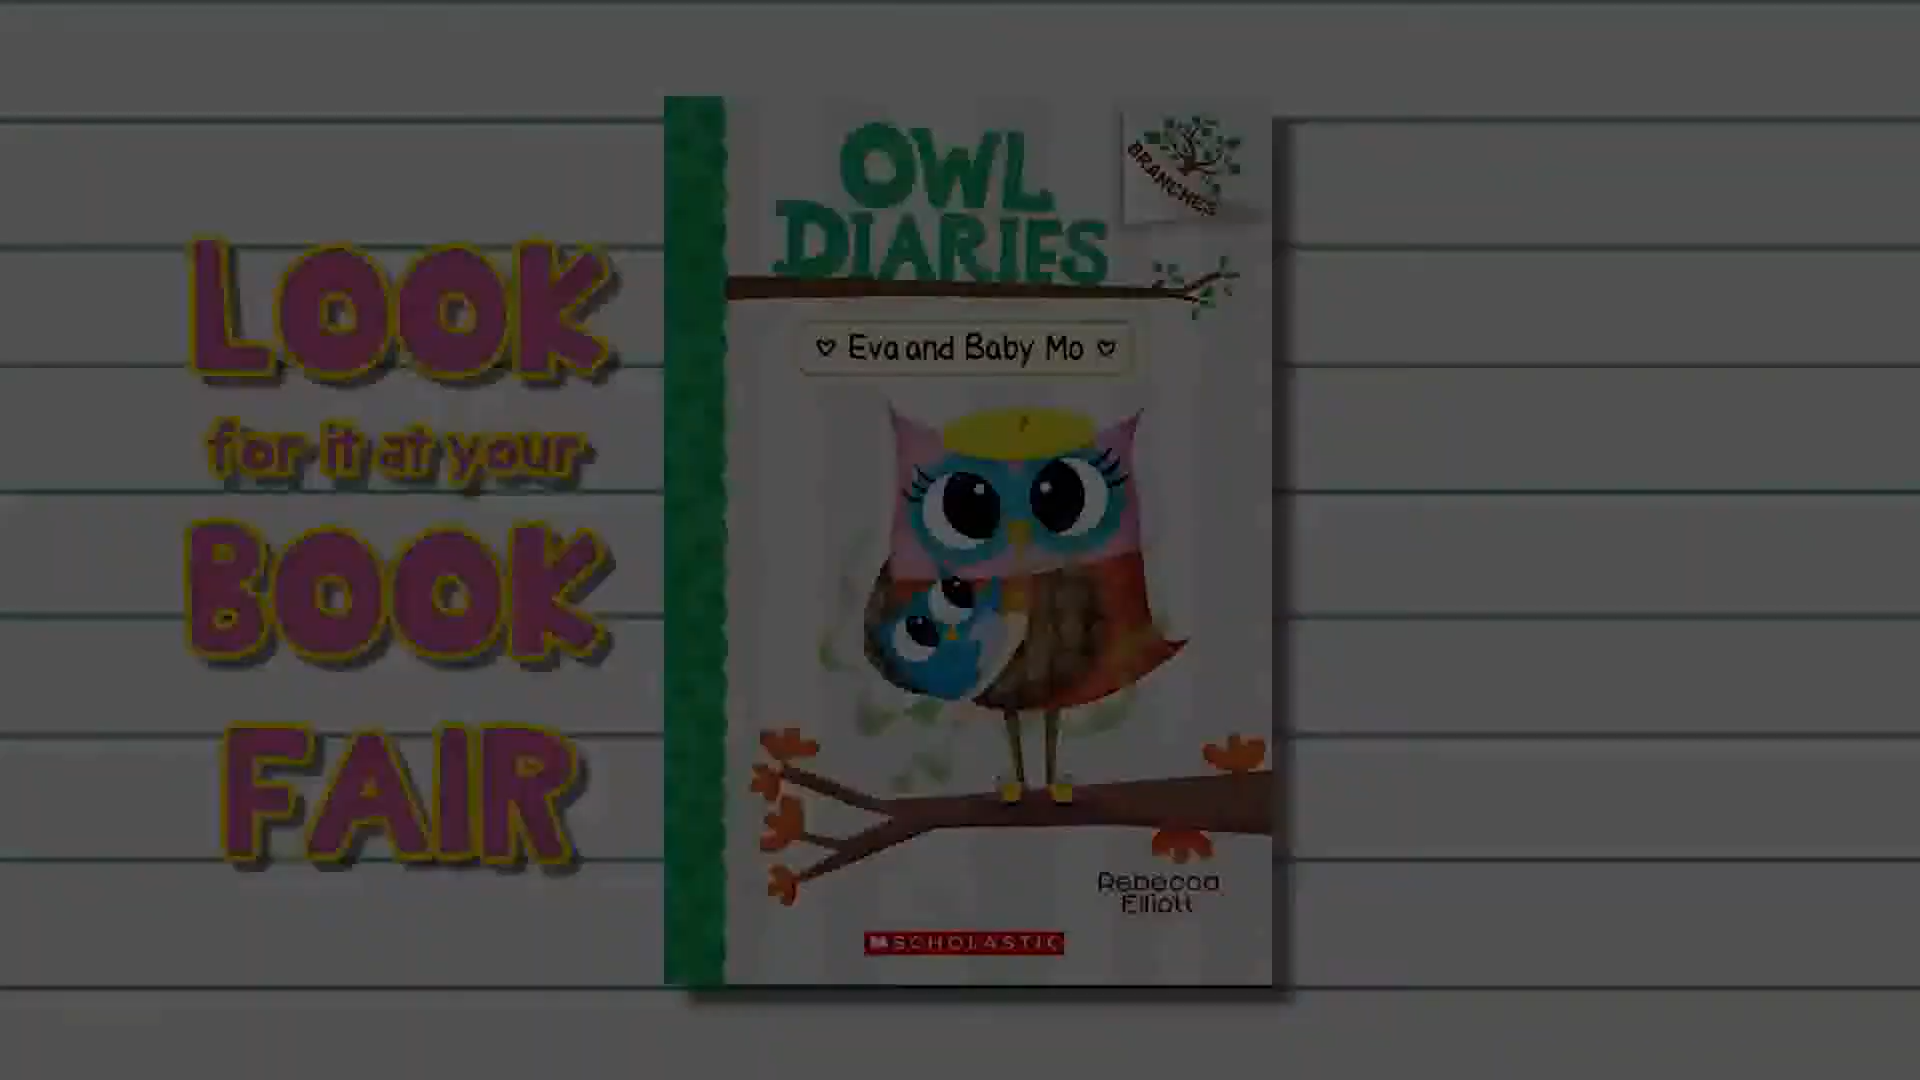 LOOK
for it at your
BOOK
FAIR
OWL
DIARIES
BRANCHES
Eva and Baby Mo
Rebecca
Elliott
SCHOLASTIC